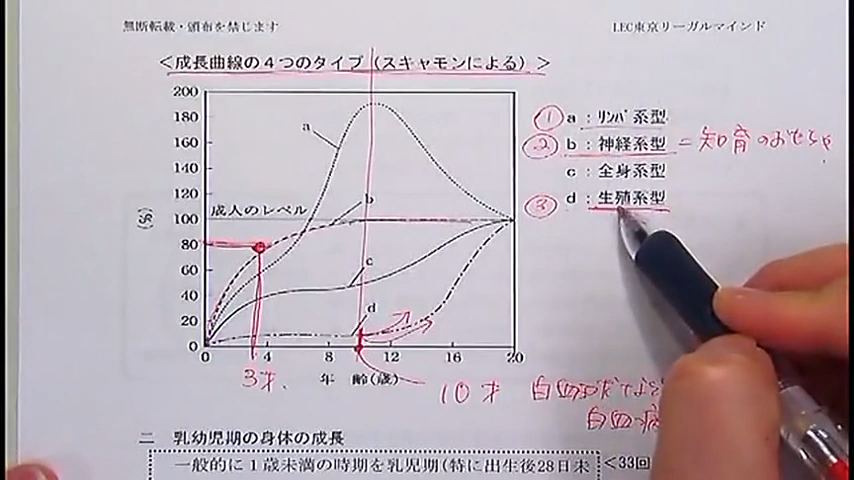 無断転載・頒布を禁じます
LEC東京リーガルマインド
＜成長曲線の４つのタイプ（スキャモンによる）＞
200
180
160
140
120
100
80
60
40
20
0
(%)
成人のレベル
a
b
c
d
0 4 8 12 16 20
年 齢(歳)
3才.
10才
① a：リンパ系型
② b：神経系型 = 知育のおもちゃ
c：全身系型
③ d：生殖系型
二 乳幼児期の身体の成長
一般的に１歳未満の時期を乳児期(特に出生後28日未
＜33回